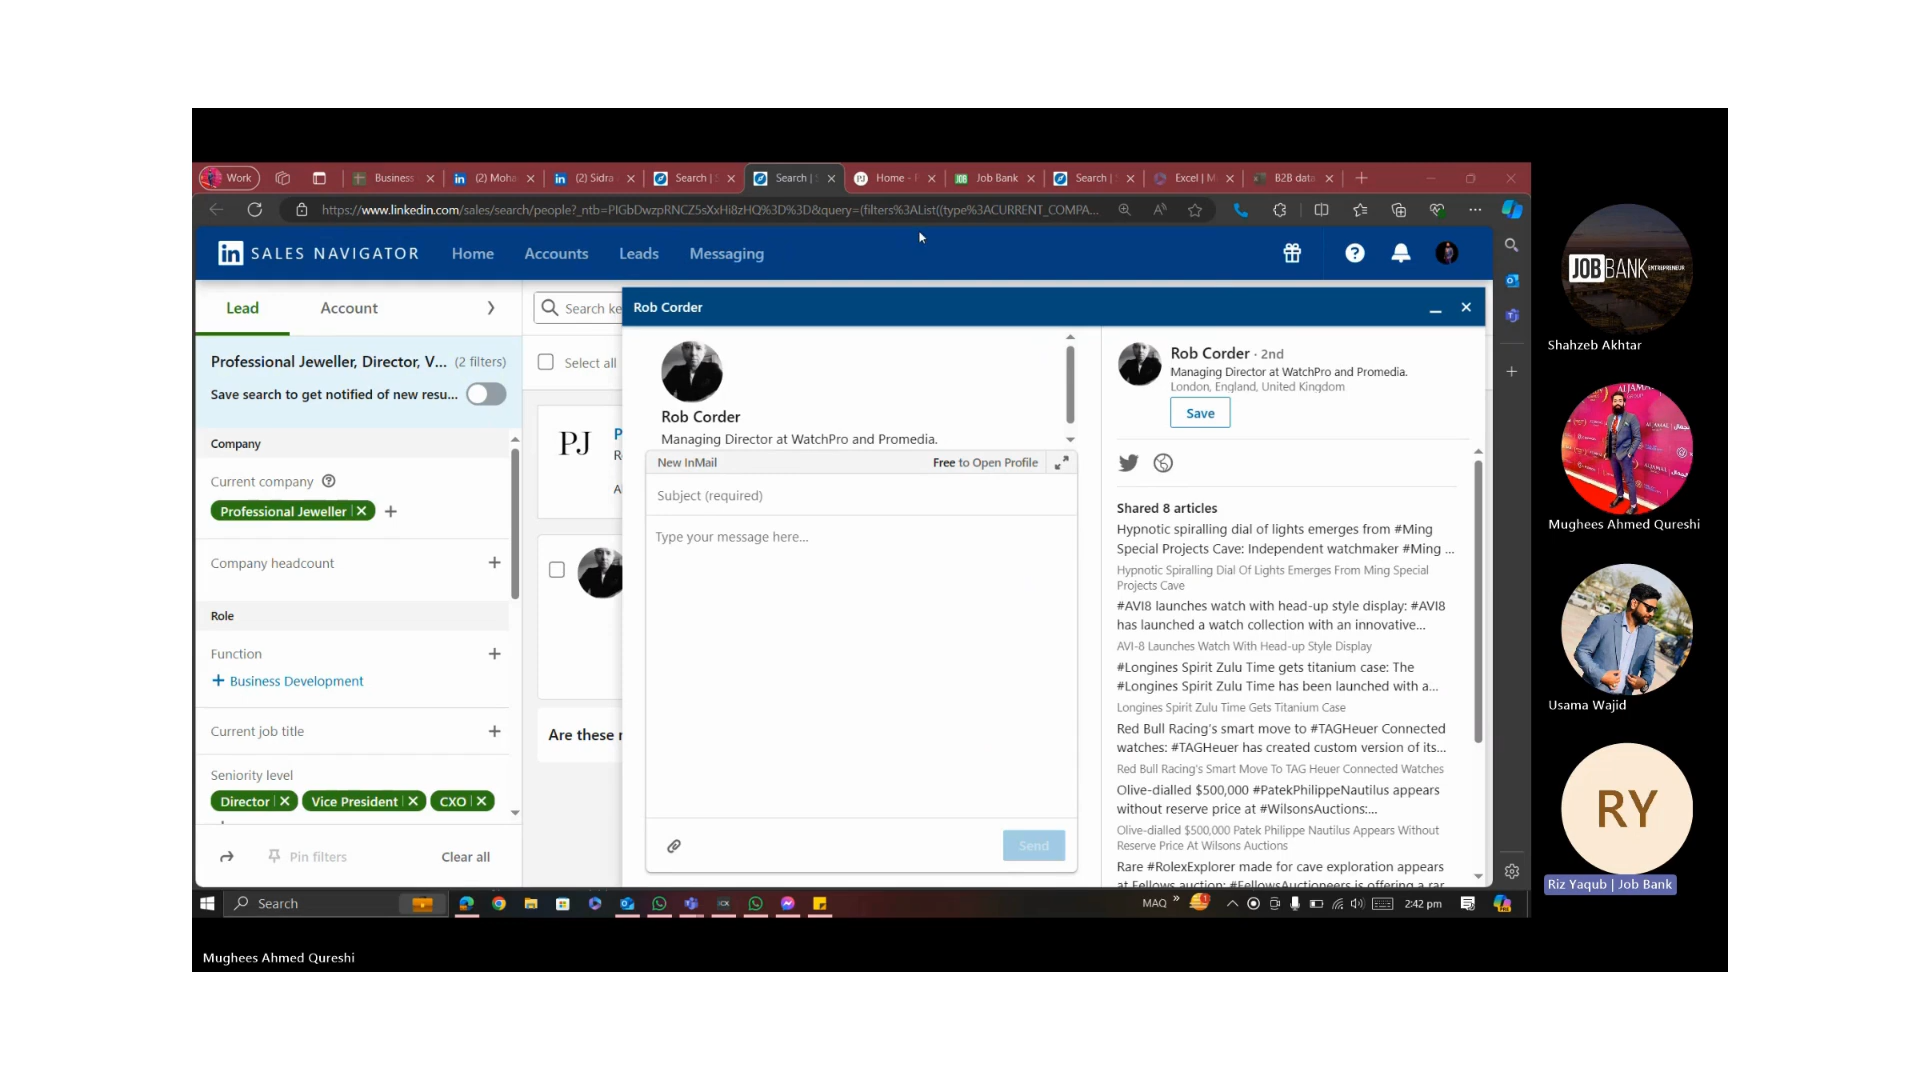 Work
Business
(2) Moha
(2) Sidra
Search |
Search |
Home -
Job Bank
Search |
Excel | M
B2B data
https://www.linkedin.com/sales/search/people?_ntb=PIGbDwzpRNCZ5sXxHi8zHQ%3D%3D&query=(filters%3AList((type%3ACURRENT_COMPA...
in SALES NAVIGATOR
Home
Accounts
Leads
Messaging
Lead
Account
Search ke
Rob Corder
Professional Jeweller, Director, V... (2 filters)
Save search to get notified of new resu...
Select all
Company
Current company
Professional Jeweller
Company headcount
Role
Function
+ Business Development
Current job title
Seniority level
Director
Vice President
CXO
Pin filters
Clear all
PJ
P
R
A
Are these
Rob Corder
Managing Director at WatchPro and Promedia.
New InMail
Free to Open Profile
Subject (required)
Type your message here...
Send
Rob Corder · 2nd
Managing Director at WatchPro and Promedia.
London, England, United Kingdom
Save
Shared 8 articles
Hypnotic spiralling dial of lights emerges from #Ming
Special Projects Cave: Independent watchmaker #Ming ...
Hypnotic Spiralling Dial Of Lights Emerges From Ming Special
Projects Cave
#AVI8 launches watch with head-up style display: #AVI8
has launched a watch collection with an innovative...
AVI-8 Launches Watch With Head-up Style Display
#Longines Spirit Zulu Time gets titanium case: The
#Longines Spirit Zulu Time has been launched with a...
Longines Spirit Zulu Time Gets Titanium Case
Red Bull Racing's smart move to #TAGHeuer Connected
watches: #TAGHeuer has created custom version of its...
Red Bull Racing's Smart Move To TAG Heuer Connected Watches
Olive-dialled $500,000 #PatekPhilippeNautilus appears
without reserve price at #WilsonsAuctions:...
Olive-dialled $500,000 Patek Philippe Nautilus Appears Without
Reserve Price At Wilsons Auctions
Rare #RolexExplorer made for cave exploration appears
at Fellows auction: #FellowsAuctioneers is offering a rar
Search
MAQ
2:42 pm
Mughees Ahmed Qureshi
JOB BANK ENTREPRENEUR
Shahzeb Akhtar
Mughees Ahmed Qureshi
Usama Wajid
RY
Riz Yaqub | Job Bank